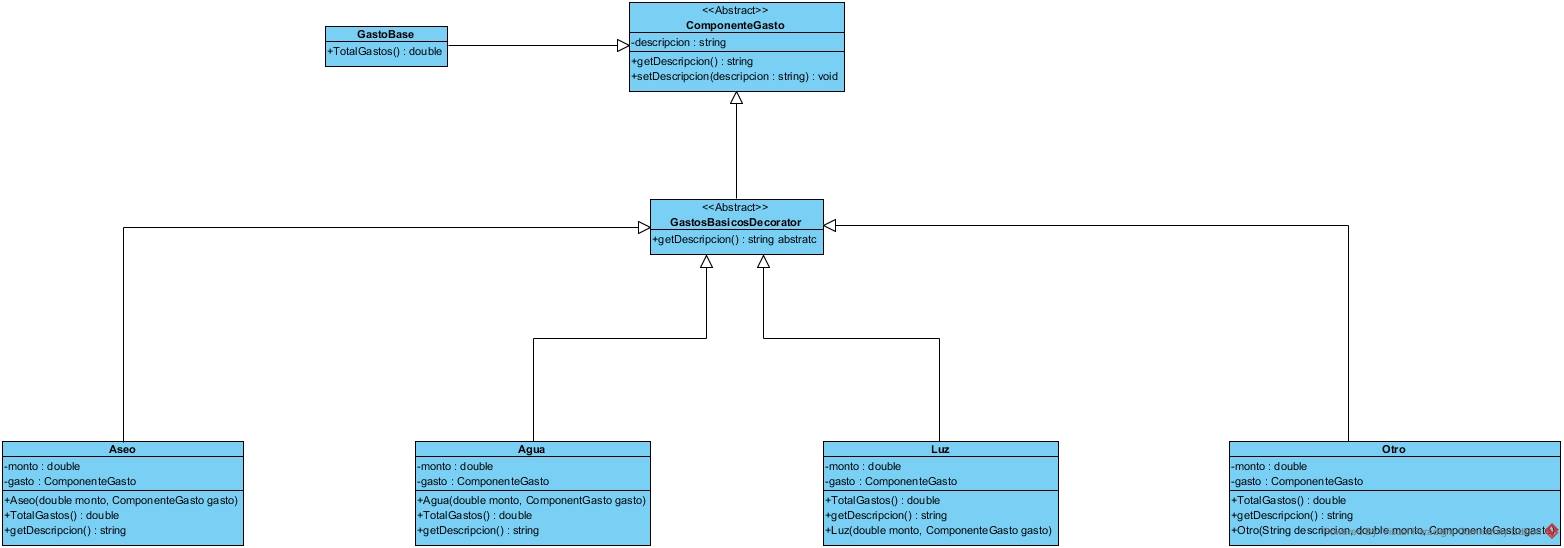 <<Abstract>>
ComponenteGasto
-descripcion : string
+getDescripcion() : string
+setDescripcion(descripcion : string) : void
GastoBase
+TotalGastos() : double
<<Abstract>>
GastosBasicosDecorator
+getDescripcion() : string abstratc
Aseo
-monto : double
-gasto : ComponenteGasto
+Aseo(double monto, ComponenteGasto gasto)
+TotalGastos() : double
+getDescripcion() : string
Agua
-monto : double
-gasto : ComponenteGasto
+Agua(double monto, ComponentGasto gasto)
+TotalGastos() : double
+getDescripcion() : string
Luz
-monto : double
-gasto : ComponenteGasto
+TotalGastos() : double
+getDescripcion() : string
+Luz(double monto, ComponenteGasto gasto)
Otro
-monto : double
-gasto : ComponenteGasto
+TotalGastos() : double
+getDescripcion() : string
+Otro(String descripcion, double monto, ComponenteGasto gasto